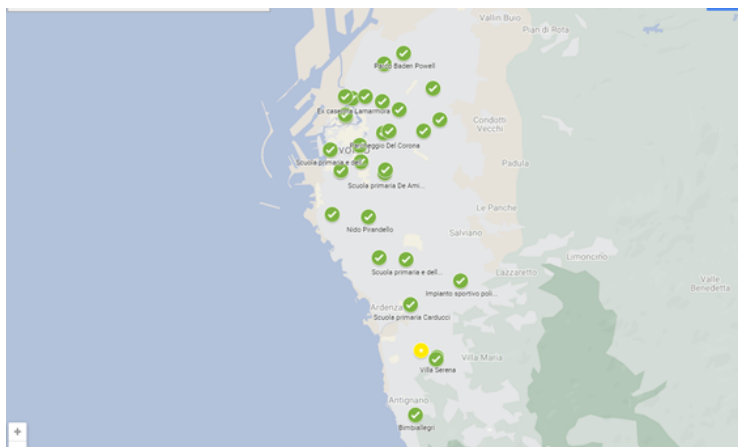 Vallin Buio
Pian di Rota
Parco Baden Powell
Ex caserma Lamarmora
Condotti
Vecchi
Parcheggio Del Corona
Scuola primaria e dell...
Padula
Scuola primaria De Ami...
Le Panche
Nido Pirandello
Salviano
Limoncino
Scuola primaria e dell...
Lazzaretto
Valle
Benedetta
Impianto sportivo poli...
Ardenza
Scuola primaria Carducci
Villa Maria
Villa Serena
Antignano
Bimbiallegri
+